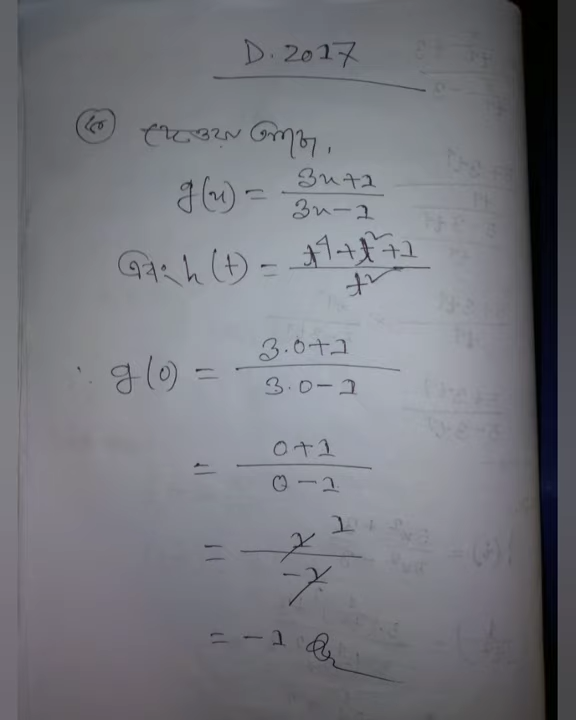 D. 2017
(ক) দেওয়া আছে,
g(x) = (3x+1)/(3x-1)
এবং h(t) = (t⁴+t²+1)/t²
∴ g(0) = (3.0+1)/(3.0-1)
= (0+1)/(0-1)
= 1 1/-1
= -1